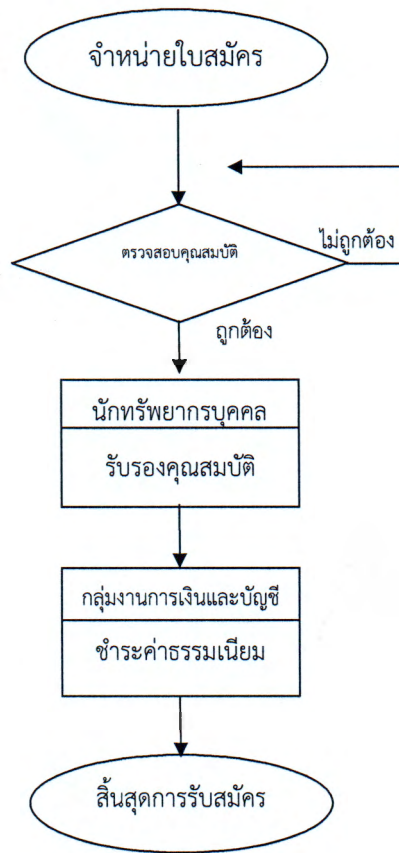 จำหน่ายใบสมัคร
ตรวจสอบคุณสมบัติ
ไม่ถูกต้อง
ถูกต้อง
นักทรัพยากรบุคคล
รับรองคุณสมบัติ
กลุ่มงานการเงินและบัญชี
ชำระค่าธรรมเนียม
สิ้นสุดการรับสมัคร